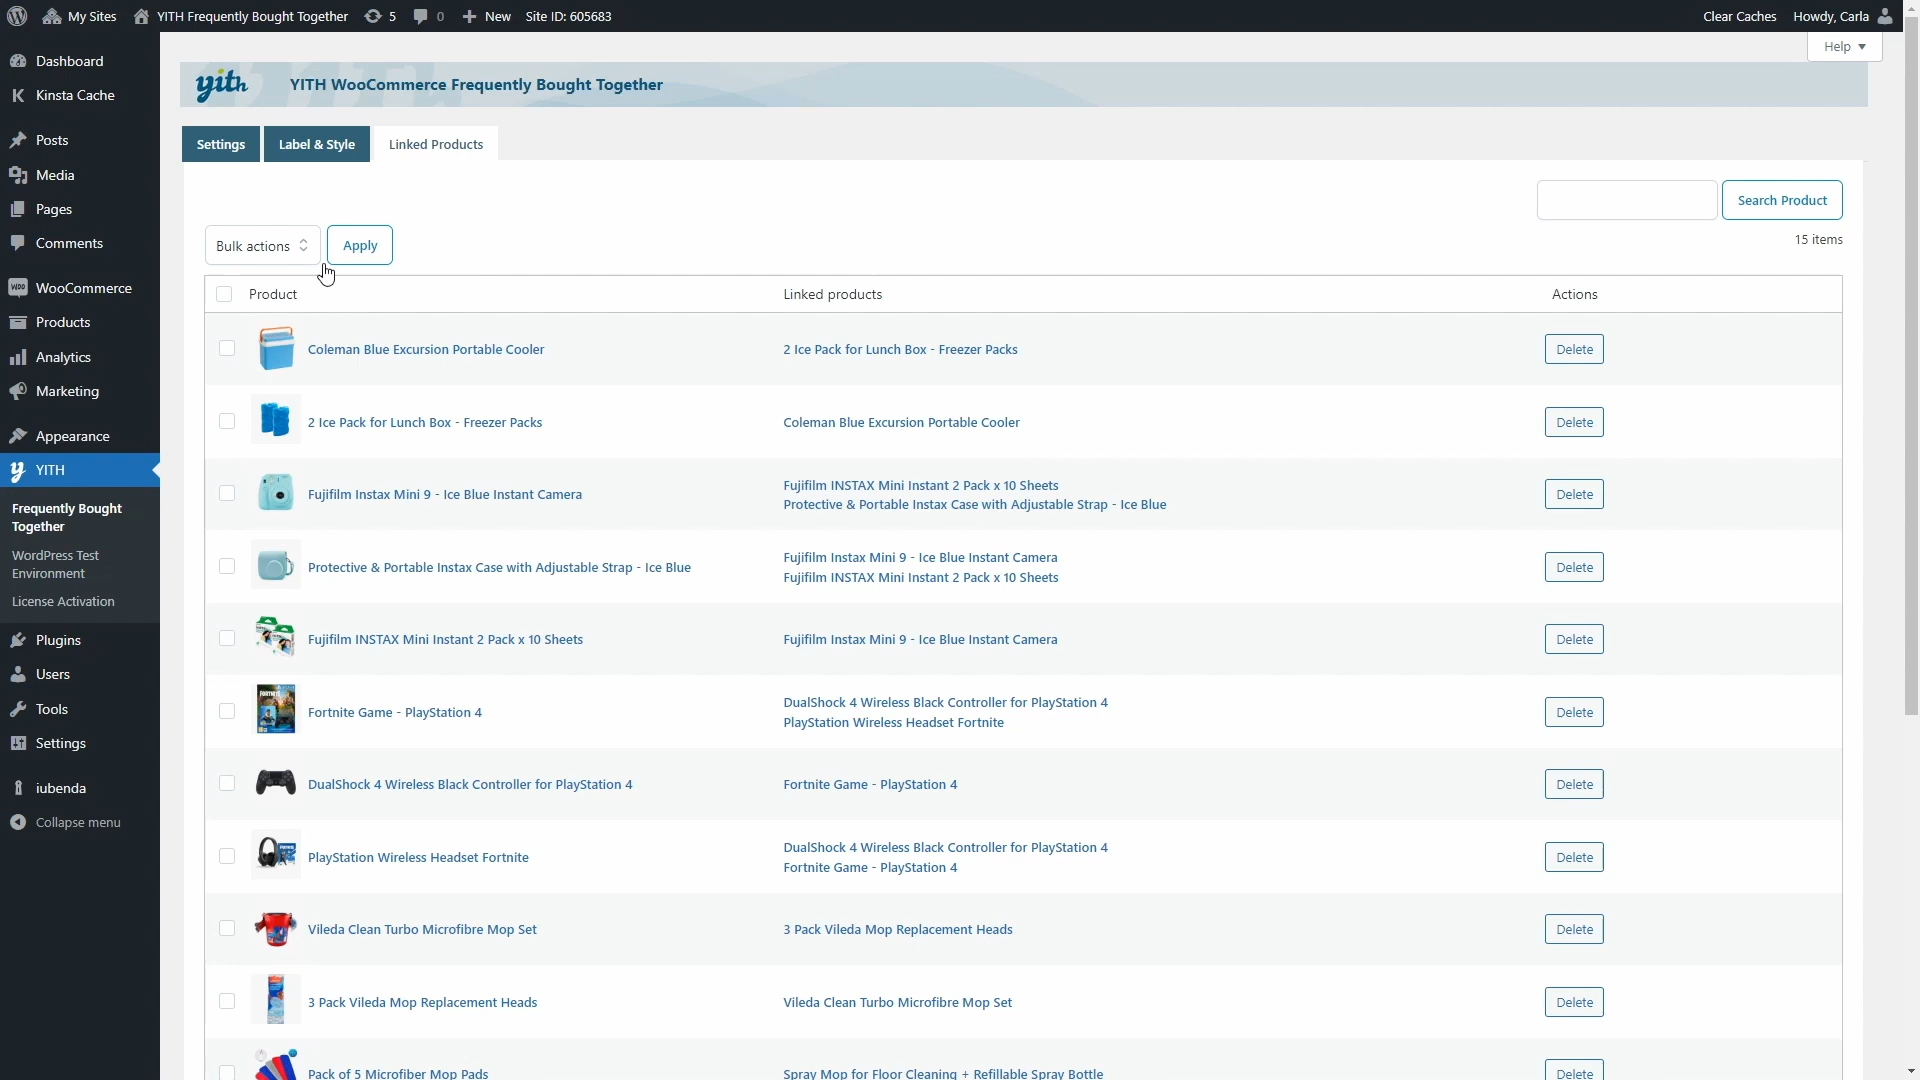 My Sites
YITH Frequently Bought Together
5
0
New
Site ID: 605683
Clear Caches
Howdy, Carla
Help
Dashboard
Kinsta Cache
Posts
Media
Pages
Comments
WooCommerce
Products
Analytics
Marketing
Appearance
YITH
Frequently Bought
Together
WordPress Test
Environment
License Activation
Plugins
Users
Tools
Settings
iubenda
Collapse menu
yith
YITH WooCommerce Frequently Bought Together
Settings
Label & Style
Linked Products
Search Product
15 items
Bulk actions
Apply
Product
Linked products
Actions
Coleman Blue Excursion Portable Cooler
2 Ice Pack for Lunch Box - Freezer Packs
Delete
2 Ice Pack for Lunch Box - Freezer Packs
Coleman Blue Excursion Portable Cooler
Delete
Fujifilm Instax Mini 9 - Ice Blue Instant Camera
Fujifilm INSTAX Mini Instant 2 Pack x 10 Sheets
Protective & Portable Instax Case with Adjustable Strap - Ice Blue
Delete
Protective & Portable Instax Case with Adjustable Strap - Ice Blue
Fujifilm Instax Mini 9 - Ice Blue Instant Camera
Fujifilm INSTAX Mini Instant 2 Pack x 10 Sheets
Delete
Fujifilm INSTAX Mini Instant 2 Pack x 10 Sheets
Fujifilm Instax Mini 9 - Ice Blue Instant Camera
Delete
Fortnite Game - PlayStation 4
DualShock 4 Wireless Black Controller for PlayStation 4
PlayStation Wireless Headset Fortnite
Delete
DualShock 4 Wireless Black Controller for PlayStation 4
Fortnite Game - PlayStation 4
Delete
PlayStation Wireless Headset Fortnite
DualShock 4 Wireless Black Controller for PlayStation 4
Fortnite Game - PlayStation 4
Delete
Vileda Clean Turbo Microfibre Mop Set
3 Pack Vileda Mop Replacement Heads
Delete
3 Pack Vileda Mop Replacement Heads
Vileda Clean Turbo Microfibre Mop Set
Delete
Pack of 5 Microfiber Mop Pads
Spray Mop for Floor Cleaning + Refillable Spray Bottle
Delete